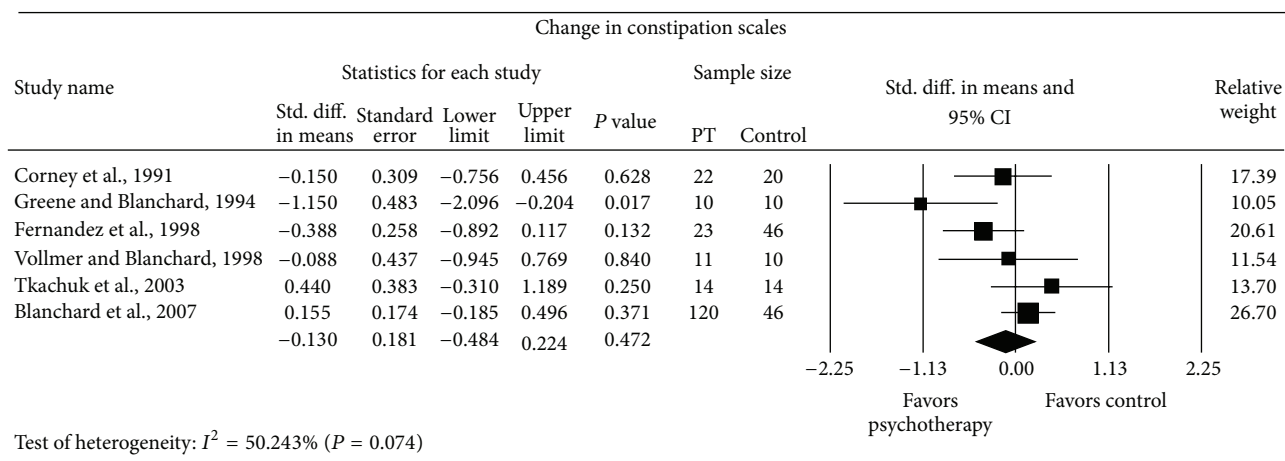 Change in constipation scales
Study name Statistics for each study Sample size Std. diff. in means and 95% CI Relative weight
Std. diff. in means Standard error Lower limit Upper limit P value PT Control
Corney et al., 1991 −0.150 0.309 −0.756 0.456 0.628 22 20 17.39
Greene and Blanchard, 1994 −1.150 0.483 −2.096 −0.204 0.017 10 10 10.05
Fernandez et al., 1998 −0.388 0.258 −0.892 0.117 0.132 23 46 20.61
Vollmer and Blanchard, 1998 −0.088 0.437 −0.945 0.769 0.840 11 10 11.54
Tkachuk et al., 2003 0.440 0.383 −0.310 1.189 0.250 14 14 13.70
Blanchard et al., 2007 0.155 0.174 −0.185 0.496 0.371 120 46 26.70
−0.130 0.181 −0.484 0.224 0.472
−2.25 −1.13 0.00 1.13 2.25
Favors psychotherapy Favors control
Test of heterogeneity: I² = 50.243% (P = 0.074)